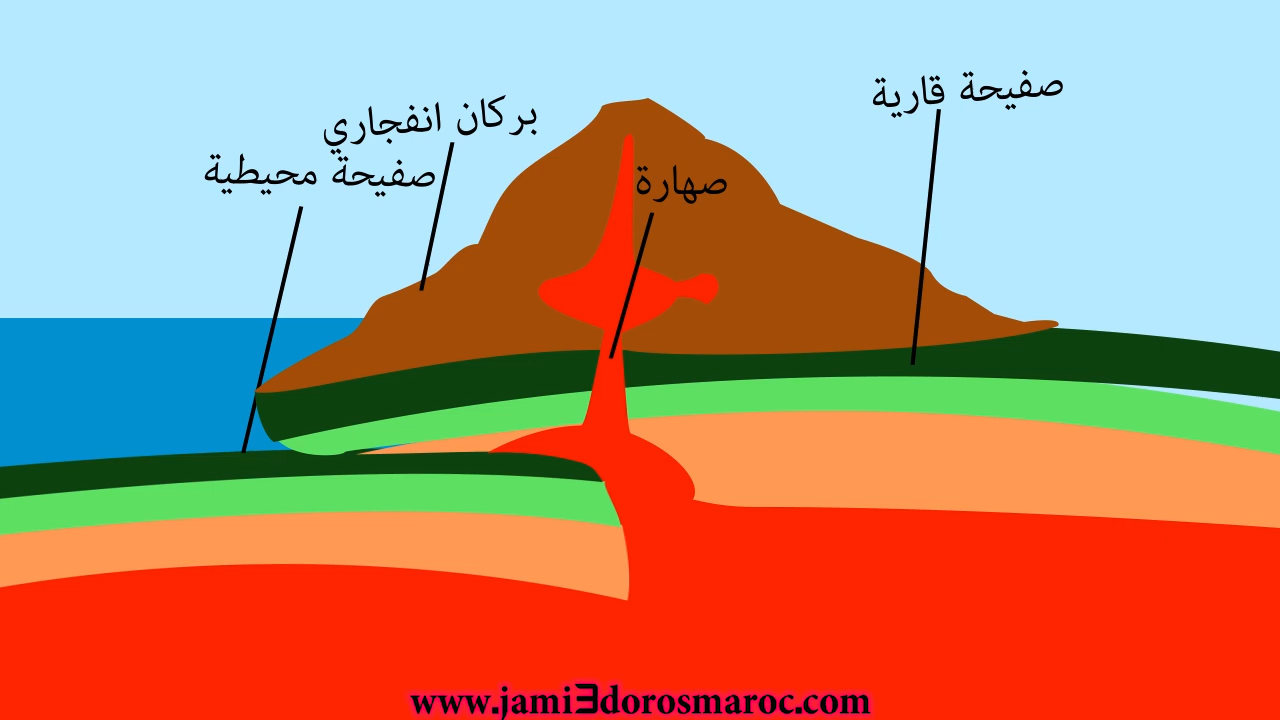 صفيحة قارية
بركان انفجاري
صفيحة محيطية
صهارة
www.jami3dorosmaroc.com